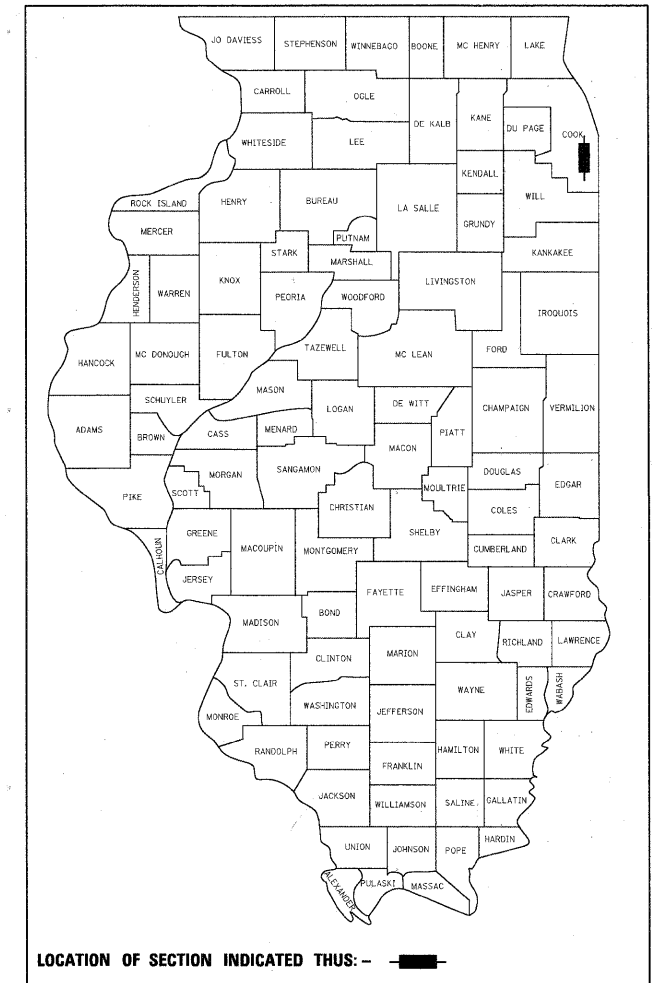 JO DAVIESS STEPHENSON WINNEBAGO BOONE MC HENRY LAKE
CARROLL OGLE
DE KALB KANE DU PAGE COOK
WHITESIDE LEE
KENDALL
ROCK ISLAND HENRY BUREAU LA SALLE WILL
MERCER PUTNAM GRUNDY
STARK MARSHALL KANKAKEE
HENDERSON WARREN KNOX PEORIA WOODFORD LIVINGSTON
IROQUOIS
HANCOCK MC DONOUGH FULTON TAZEWELL MC LEAN FORD
SCHUYLER MASON
ADAMS BROWN CASS MENARD LOGAN DE WITT CHAMPAIGN VERMILION
PIATT
MACON
MORGAN SANGAMON DOUGLAS
PIKE SCOTT CHRISTIAN MOULTRIE EDGAR
COLES
GREENE MACOUPIN MONTGOMERY SHELBY CLARK
CALHOUN CUMBERLAND
JERSEY FAYETTE EFFINGHAM JASPER CRAWFORD
MADISON BOND
CLAY RICHLAND LAWRENCE
CLINTON MARION
ST. CLAIR WAYNE EDWARDS WABASH
MONROE WASHINGTON JEFFERSON
RANDOLPH PERRY HAMILTON WHITE
FRANKLIN
JACKSON WILLIAMSON SALINE GALLATIN
UNION JOHNSON POPE HARDIN
ALEXANDER PULASKI MASSAC
LOCATION OF SECTION INDICATED THUS: -